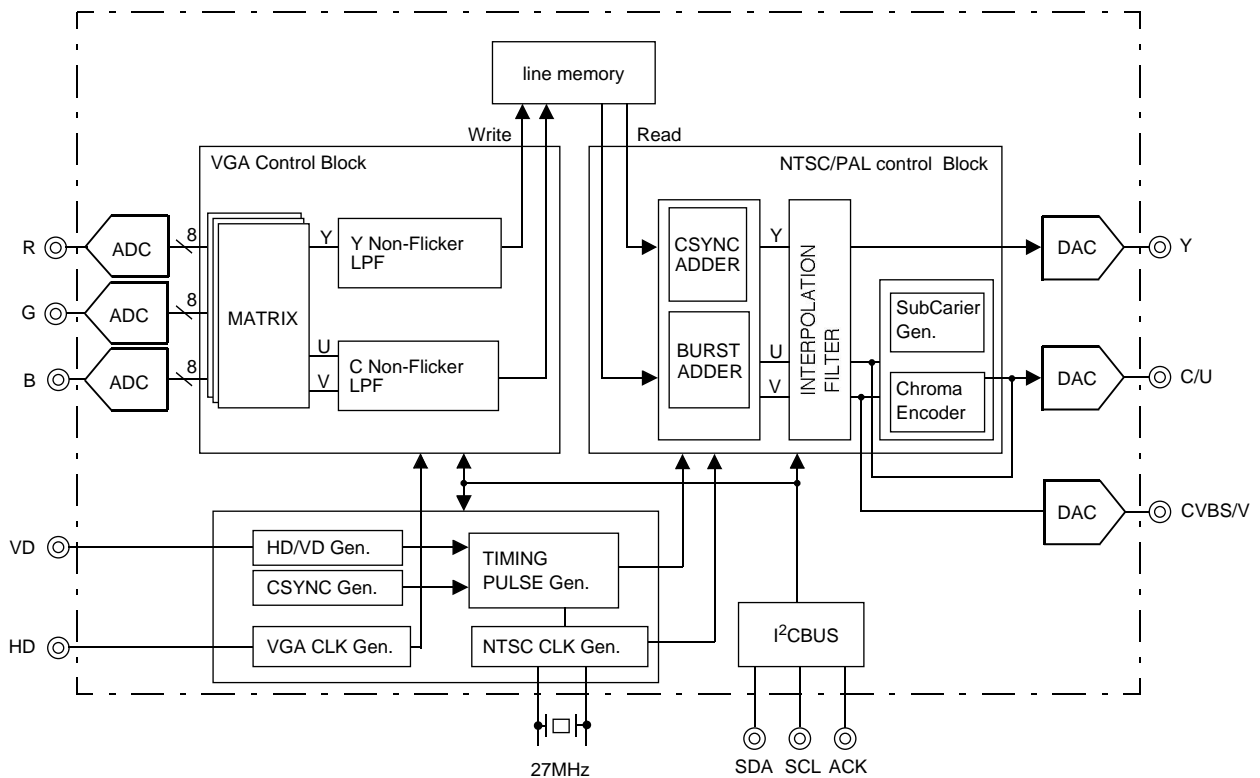 line memory
Write
Read
VGA Control Block
NTSC/PAL control Block
R
ADC
8
G
ADC
8
B
ADC
8
MATRIX
Y
U
V
Y Non-Flicker
LPF
C Non-Flicker
LPF
CSYNC
ADDER
BURST
ADDER
Y
U
V
INTERPOLATION
FILTER
SubCarier
Gen.
Chroma
Encoder
DAC
Y
DAC
C/U
DAC
CVBS/V
VD
HD
HD/VD Gen.
CSYNC Gen.
VGA CLK Gen.
TIMING
PULSE Gen.
NTSC CLK Gen.
I²CBUS
27MHz
SDA
SCL
ACK